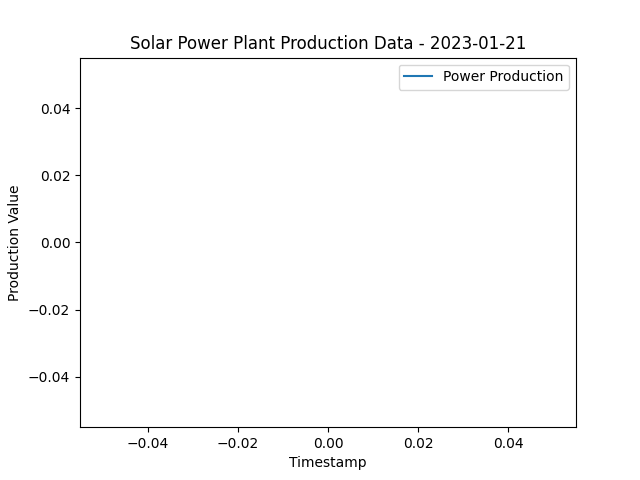 Solar Power Plant Production Data - 2023-01-21
Power Production
0.04
0.02
0.00
−0.02
−0.04
Production Value
−0.04
−0.02
0.00
0.02
0.04
Timestamp